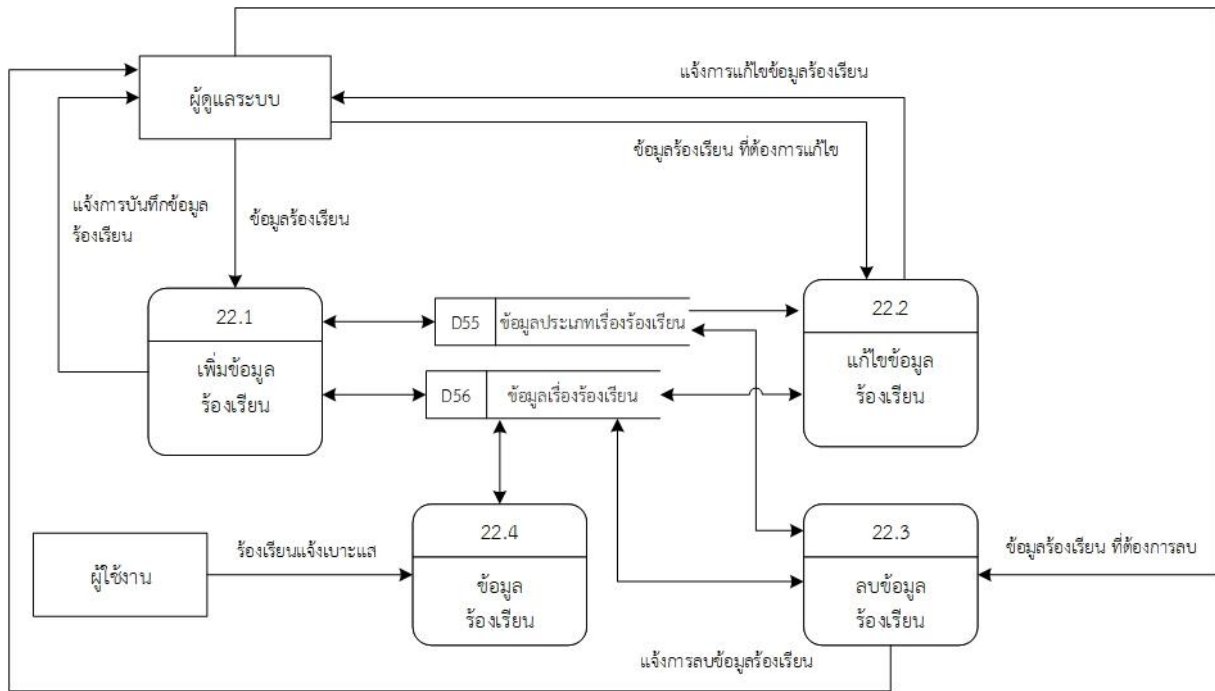 ผู้ดูแลระบบ
แจ้งการแก้ไขข้อมูลร้องเรียน
ข้อมูลร้องเรียน ที่ต้องการแก้ไข
แจ้งการบันทึกข้อมูล
ร้องเรียน
ข้อมูลร้องเรียน
22.1
เพิ่มข้อมูล
ร้องเรียน
D55
ข้อมูลประเภทเรื่องร้องเรียน
D56
ข้อมูลเรื่องร้องเรียน
22.2
แก้ไขข้อมูล
ร้องเรียน
ผู้ใช้งาน
ร้องเรียนแจ้งเบาะแส
22.4
ข้อมูล
ร้องเรียน
22.3
ลบข้อมูล
ร้องเรียน
ข้อมูลร้องเรียน ที่ต้องการลบ
แจ้งการลบข้อมูลร้องเรียน